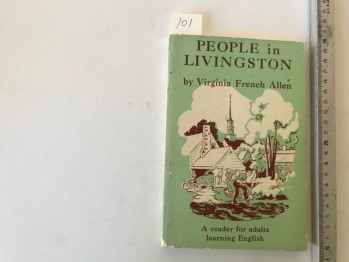 101
PEOPLE in
LIVINGSTON
by Virginia French Allen
A reader for adults
learning English